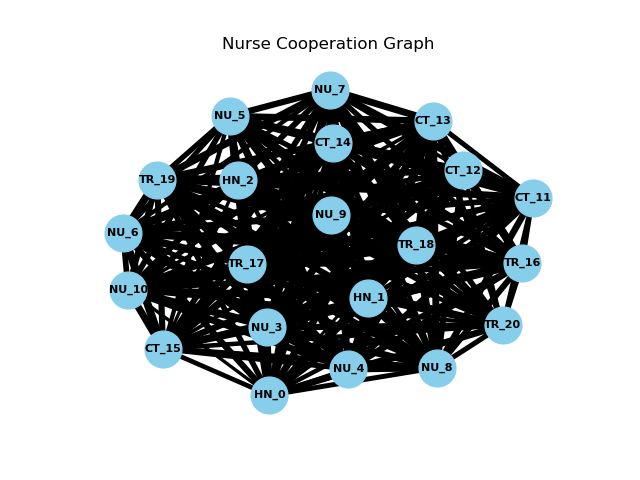 Nurse Cooperation Graph
NU_7
NU_5
CT_13
CT_14
CT_12
TR_19
HN_2
CT_11
NU_9
NU_6
TR_18
TR_17
TR_16
NU_10
HN_1
TR_20
NU_3
CT_15
NU_4
NU_8
HN_0